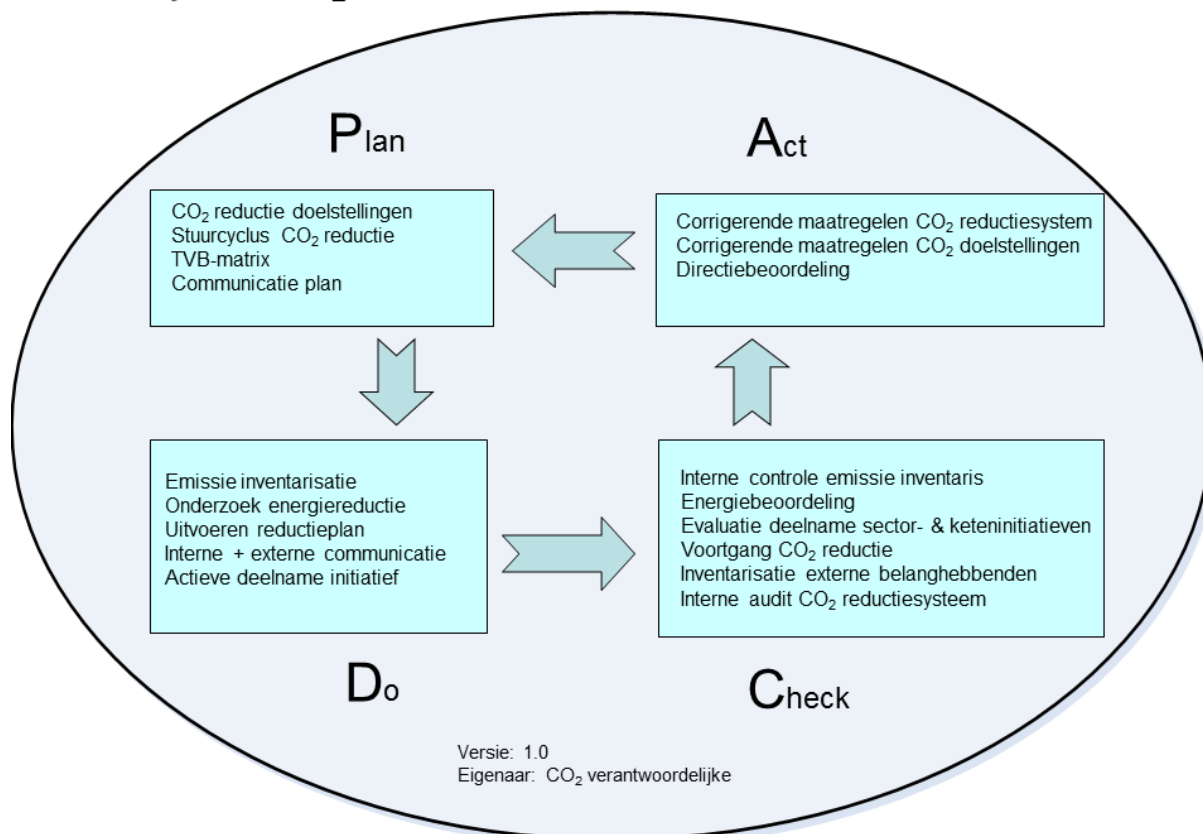 Plan
Act
CO₂ reductie doelstellingen
Stuurcyclus CO₂ reductie
TVB-matrix
Communicatie plan
Corrigerende maatregelen CO₂ reductiesystem
Corrigerende maatregelen CO₂ doelstellingen
Directiebeoordeling
Emissie inventarisatie
Onderzoek energiereductie
Uitvoeren reductieplan
Interne + externe communicatie
Actieve deelname initiatief
Interne controle emissie inventaris
Energiebeoordeling
Evaluatie deelname sector- & keteninitiatieven
Voortgang CO₂ reductie
Inventarisatie externe belanghebbenden
Interne audit CO₂ reductiesysteem
Do
Check
Versie: 1.0
Eigenaar: CO₂ verantwoordelijke